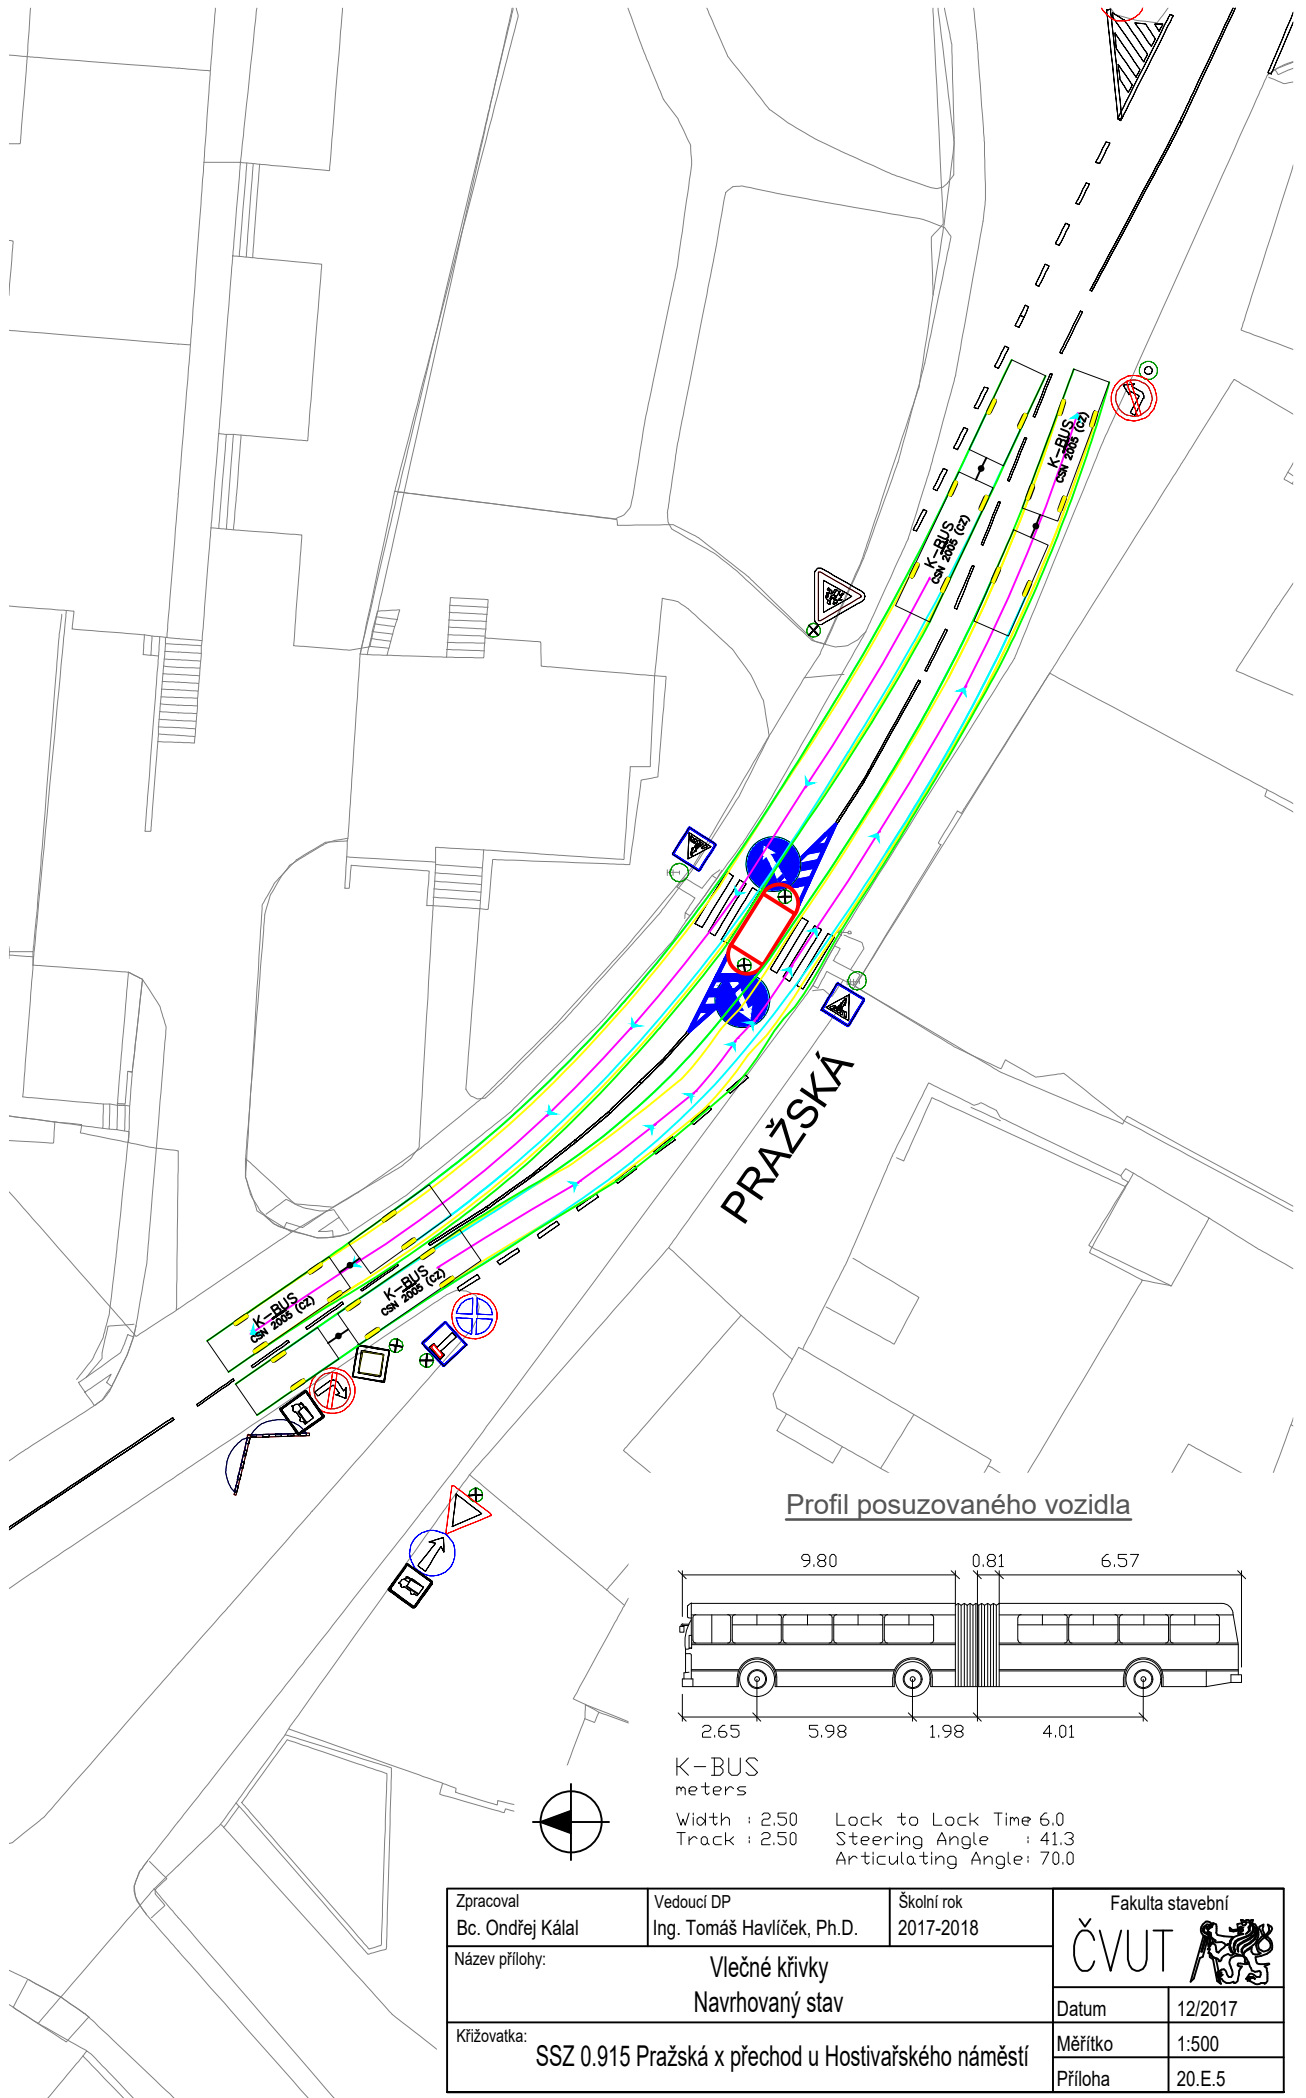 K-BUS
CSN 2005 (CZ)
K-BUS
CSN 2005 (CZ)
PRAŽSKÁ
K-BUS
CSN 2005 (CZ)
K-BUS
CSN 2005 (CZ)
Profil posuzovaného vozidla
9.80 0.81 6.57
2.65 5.98 1.98 4.01
K-BUS
meters
Width : 2.50 Lock to Lock Time 6.0
Track : 2.50 Steering Angle : 41.3
Articulating Angle: 70.0
Zpracoval Vedoucí DP Školní rok Fakulta stavební
Bc. Ondřej Kálal Ing. Tomáš Havlíček, Ph.D. 2017-2018
ČVUT
Název přílohy:
Vlečné křivky
Navrhovaný stav
Datum 12/2017
Křižovatka:
SSZ 0.915 Pražská x přechod u Hostivařského náměstí
Měřítko 1:500
Příloha 20.E.5